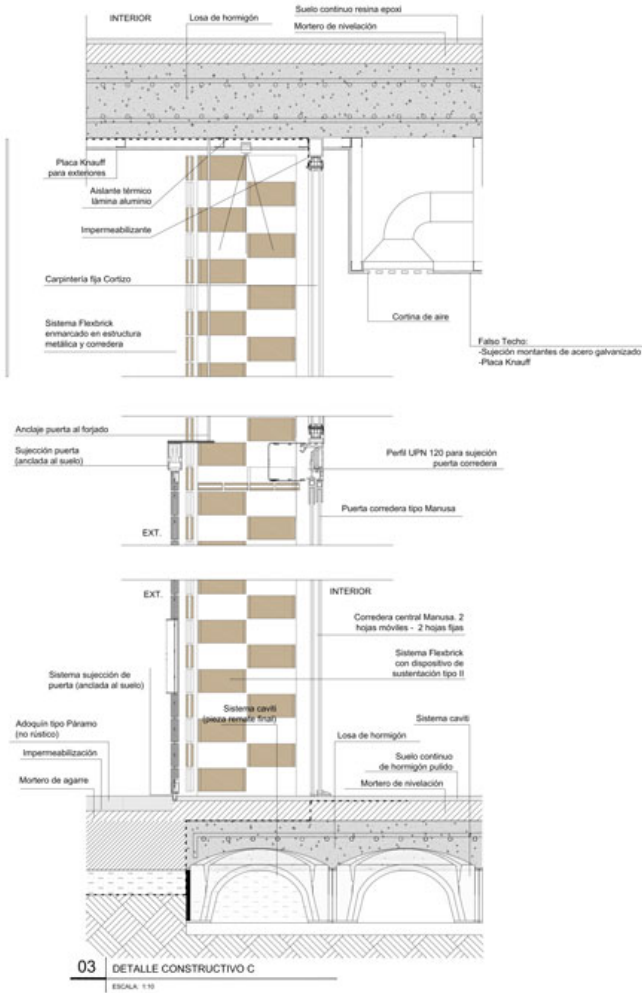 INTERIOR
Losa de hormigón
Suelo continuo resina epoxi
Mortero de nivelación
Placa Knauff
para exteriores
Aislante térmico
lámina aluminio
Impermeabilizante
Carpintería fija Cortizo
Cortina de aire
Sistema Flexbrick
enmarcado en estructura
metálica y corredera
Falso Techo:
-Sujeción montantes de acero galvanizado
-Placa Knauff
Anclaje puerta al forjado
Sujección puerta
(anclada al suelo)
Perfil UPN 120 para sujeción
puerta corredera
Puerta corredera tipo Manusa
EXT.
EXT.
INTERIOR
Corredera central Manusa. 2
hojas móviles - 2 hojas fijas
Sistema Flexbrick
con dispositivo de
sustentación tipo II
Sistema sujección de
puerta (anclada al suelo)
Sistema caviti
(pieza remate final)
Sistema caviti
Adoquín tipo Páramo
(no rústico)
Losa de hormigón
Impermeabilización
Suelo continuo
de hormigón pulido
Mortero de agarre
Mortero de nivelación
03 DETALLE CONSTRUCTIVO C
ESCALA: 1:10